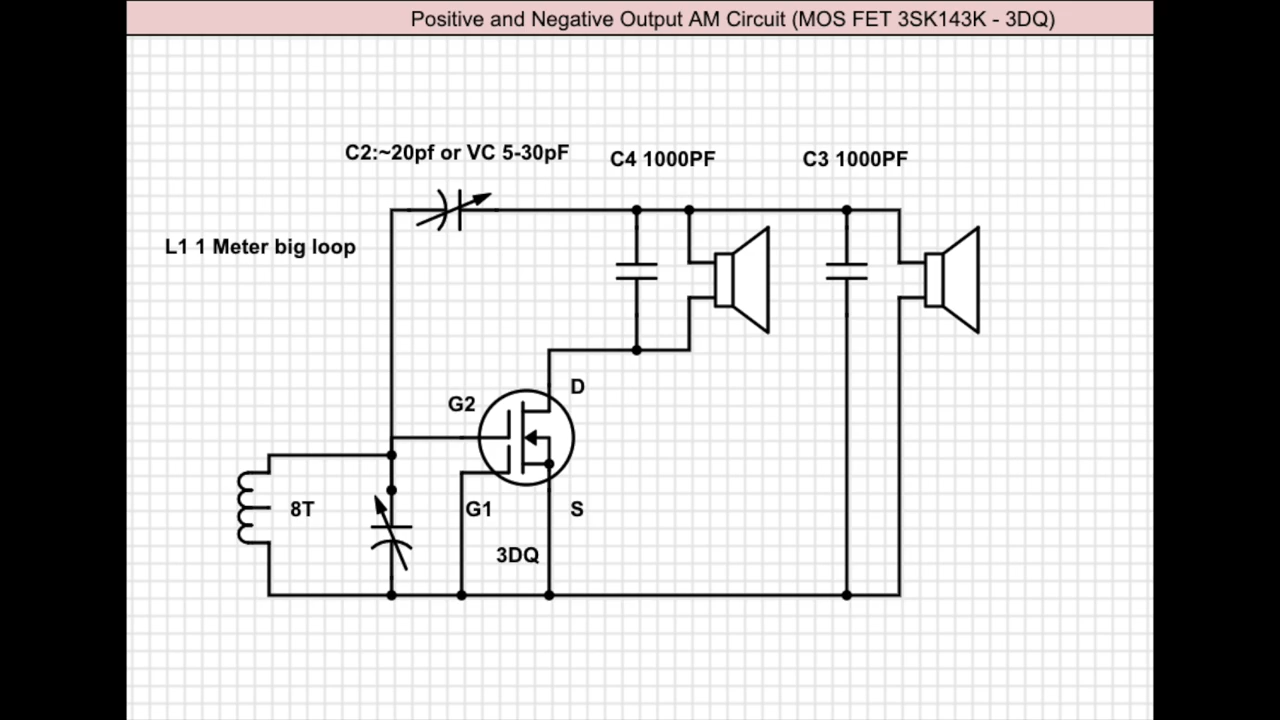 Positive and Negative Output AM Circuit (MOS FET 3SK143K - 3DQ)
C2:~20pf or VC 5-30pF
C4 1000PF
C3 1000PF
L1 1 Meter big loop
D
G2
8T
G1
S
3DQ